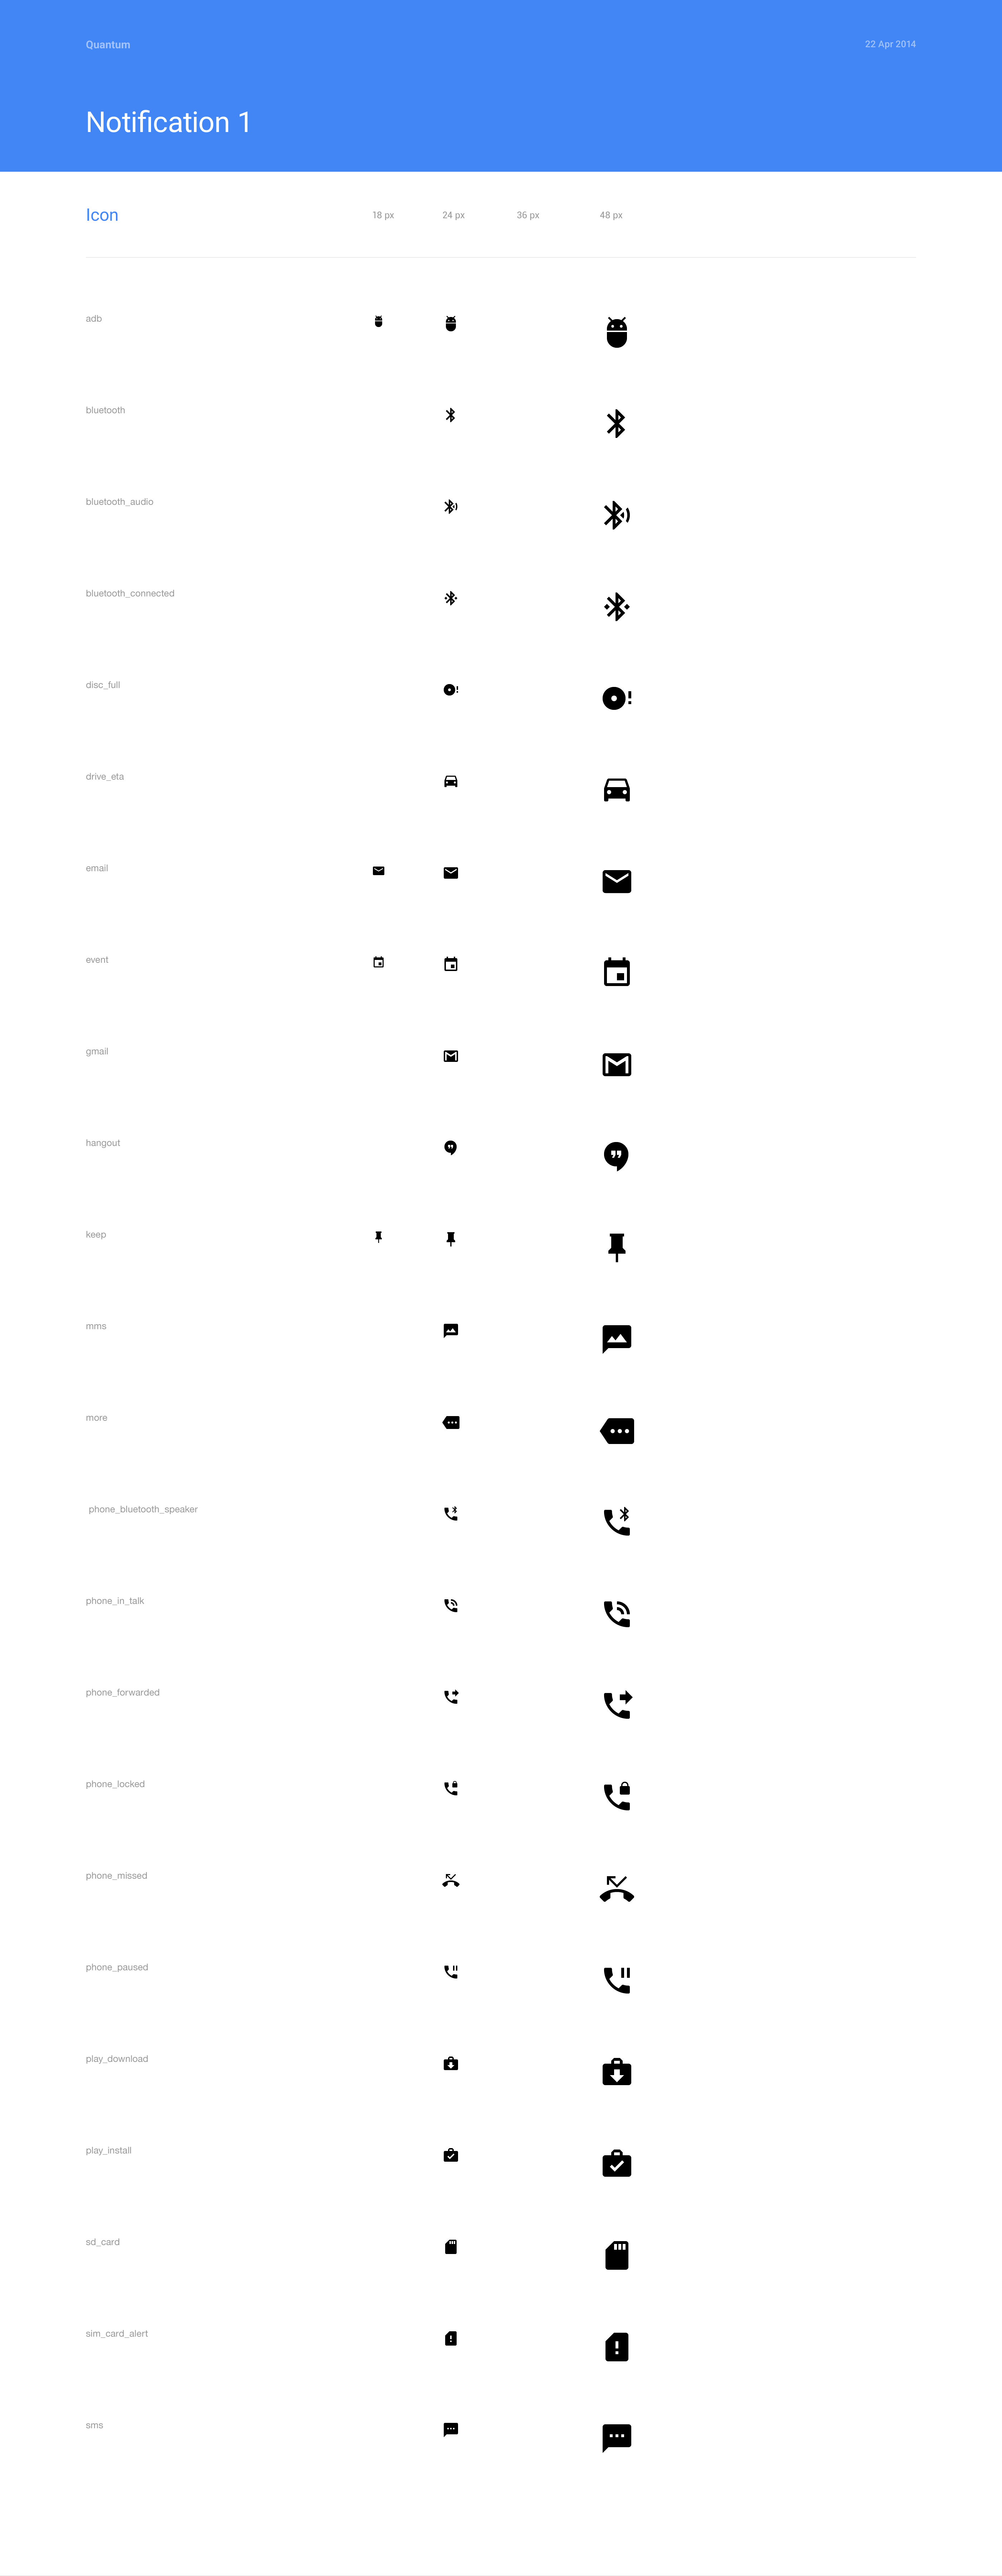 Quantum
22 Apr 2014
Notification 1
Icon 18 px 24 px 36 px 48 px
adb
bluetooth
bluetooth_audio
bluetooth_connected
disc_full
drive_eta
email
event
gmail
hangout
keep
mms
more
phone_bluetooth_speaker
phone_in_talk
phone_forwarded
phone_locked
phone_missed
phone_paused
play_download
play_install
sd_card
sim_card_alert
sms